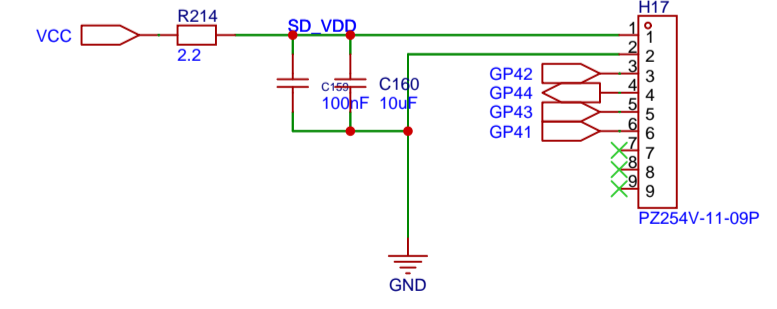 H17
R214
SD_VDD
VCC
2.2
1 1
2 2
GP42 3 3
C159 C160
GP44 4 4
100nF 10uF
GP43 5 5
GP41 6 6
7 7
8 8
9 9
PZ254V-11-09P
GND